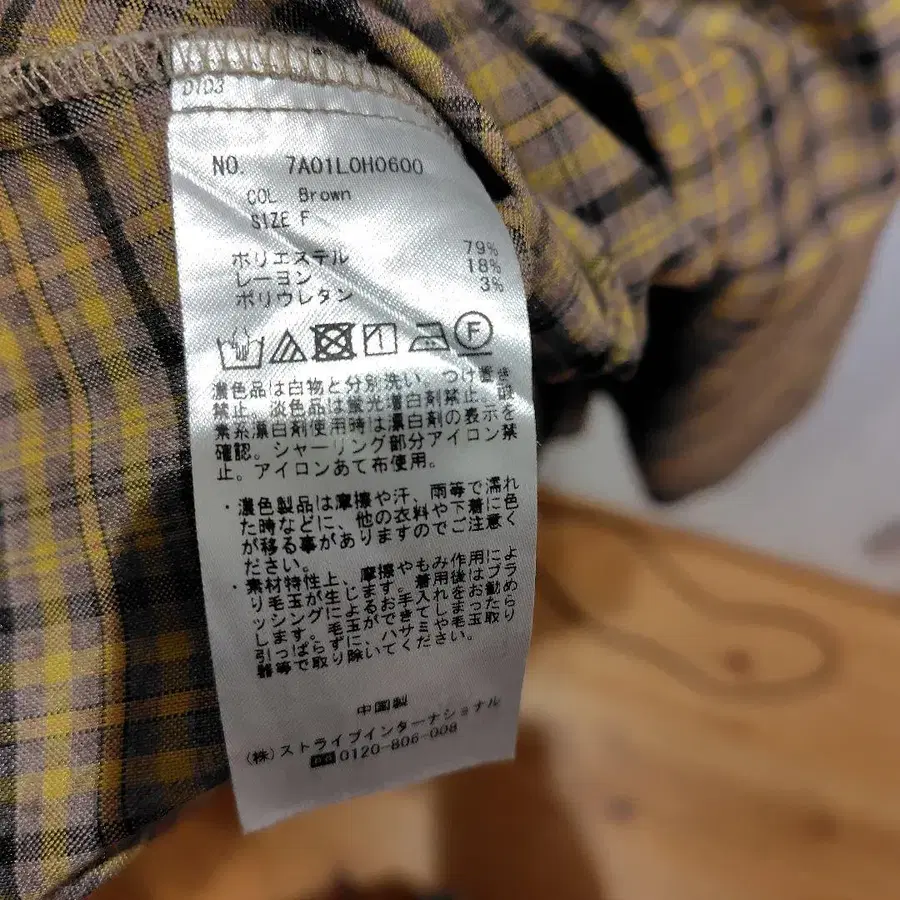 D1D3
NO. 7A01L0H0600
COL Brown
SIZE F
ポリエステル 79%
レーヨン 18%
ポリウレタン 3%
F
濃色品は白物と分別洗い。つけ置き
禁止。淡色品は蛍光増白剤禁止。酸
素系漂白剤使用時は漂白剤の表示を
確認。シャーリング部分アイロン禁
止。アイロンあて布使用。
・濃色製品は摩擦や汗、雨等で濡れ
た時などに、他の衣料や下着に色
が移る事がありますのでご注意く
ださい。
・素材特性上、摩擦やもみ作用によ
り毛玉が生じます。着用後はブラ
ッシングによるお手入れをお勧め
します。毛玉ができてしまったら
引っぱらずに、ハサミや毛玉取り
器等で取り除いてください。
中国製
(株)ストライプインターナショナル
0120-806-008